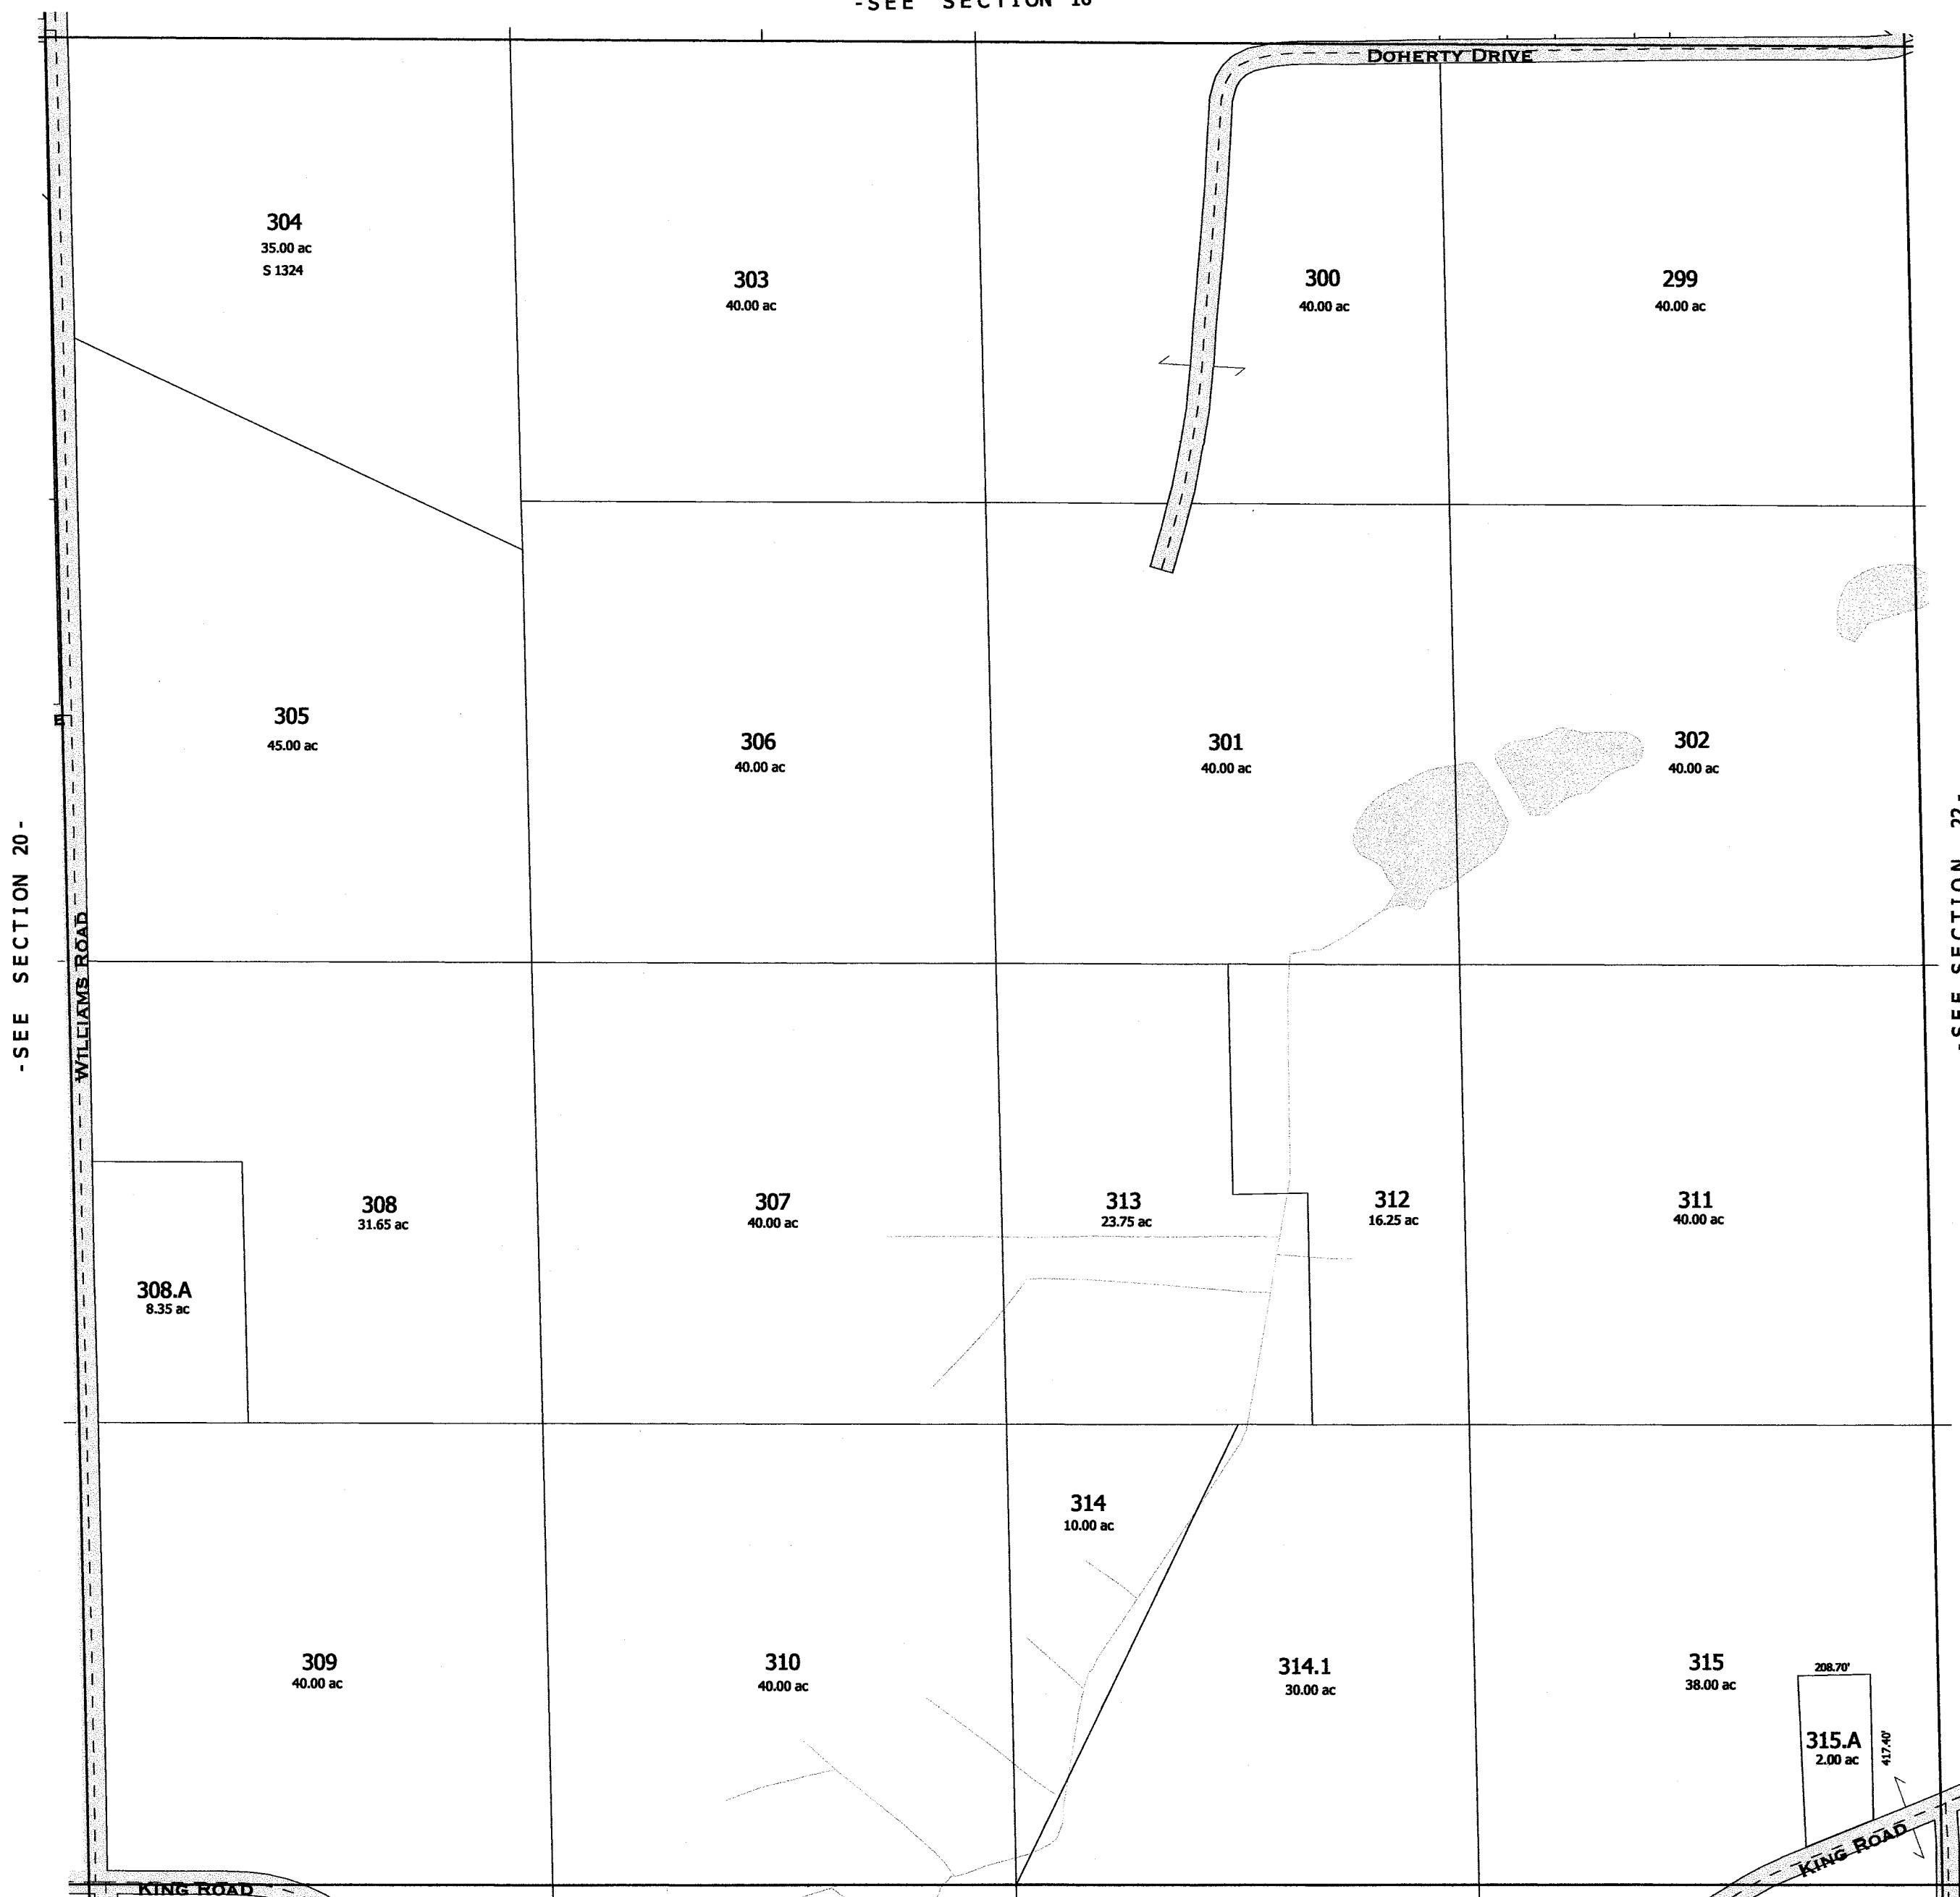 -SEE SECTION 16
DOHERTY DRIVE
304
35.00 ac
S 1324
303
40.00 ac
300
40.00 ac
299
40.00 ac
305
45.00 ac
306
40.00 ac
301
40.00 ac
302
40.00 ac
-SEE SECTION 20-
WILLIAMS ROAD
-SEE SECTION 22-
308
31.65 ac
307
40.00 ac
313
23.75 ac
312
16.25 ac
311
40.00 ac
308.A
8.35 ac
314
10.00 ac
309
40.00 ac
310
40.00 ac
314.1
30.00 ac
315
38.00 ac
208.70'
315.A
2.00 ac
417.40'
KING ROAD
KING ROAD